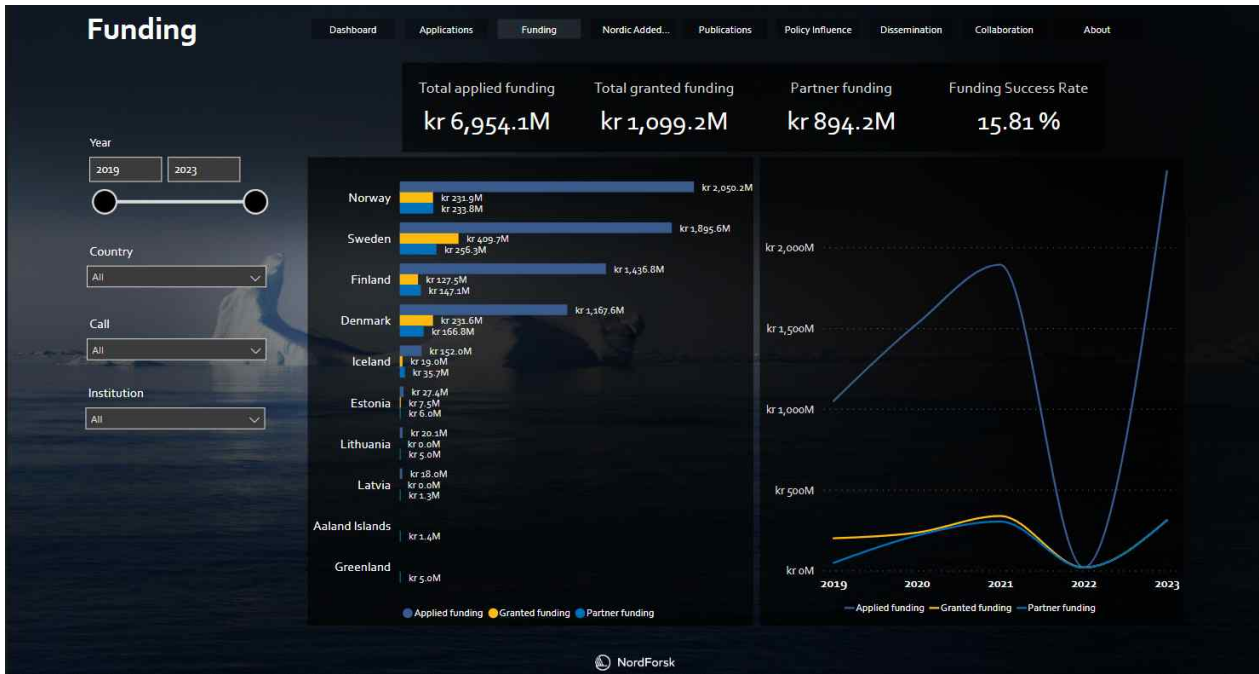 Funding
Dashboard Applications Funding Nordic Added... Publications Policy Influence Dissemination Collaboration About
Total applied funding Total granted funding Partner funding Funding Success Rate
kr 6,954.1M kr 1,099.2M kr 894.2M 15.81 %
Year
2019 2023
Country
All
Call
All
Institution
All
Norway
kr 2,050.2M
kr 231.9M
kr 233.8M
Sweden
kr 1,895.6M
kr 409.7M
kr 256.3M
Finland
kr 1,436.8M
kr 127.5M
kr 147.1M
Denmark
kr 1,167.6M
kr 231.6M
kr 166.8M
Iceland
kr 152.0M
kr 19.0M
kr 35.7M
Estonia
kr 27.4M
kr 7.5M
kr 6.0M
Lithuania
kr 20.1M
kr 0.0M
kr 5.0M
Latvia
kr 18.0M
kr 0.0M
kr 1.3M
Aaland Islands
kr 1.4M
Greenland
kr 5.0M
Applied funding Granted funding Partner funding
kr 2,000M
kr 1,500M
kr 1,000M
kr 500M
kr 0M
2019 2020 2021 2022 2023
Applied funding Granted funding Partner funding
NordForsk